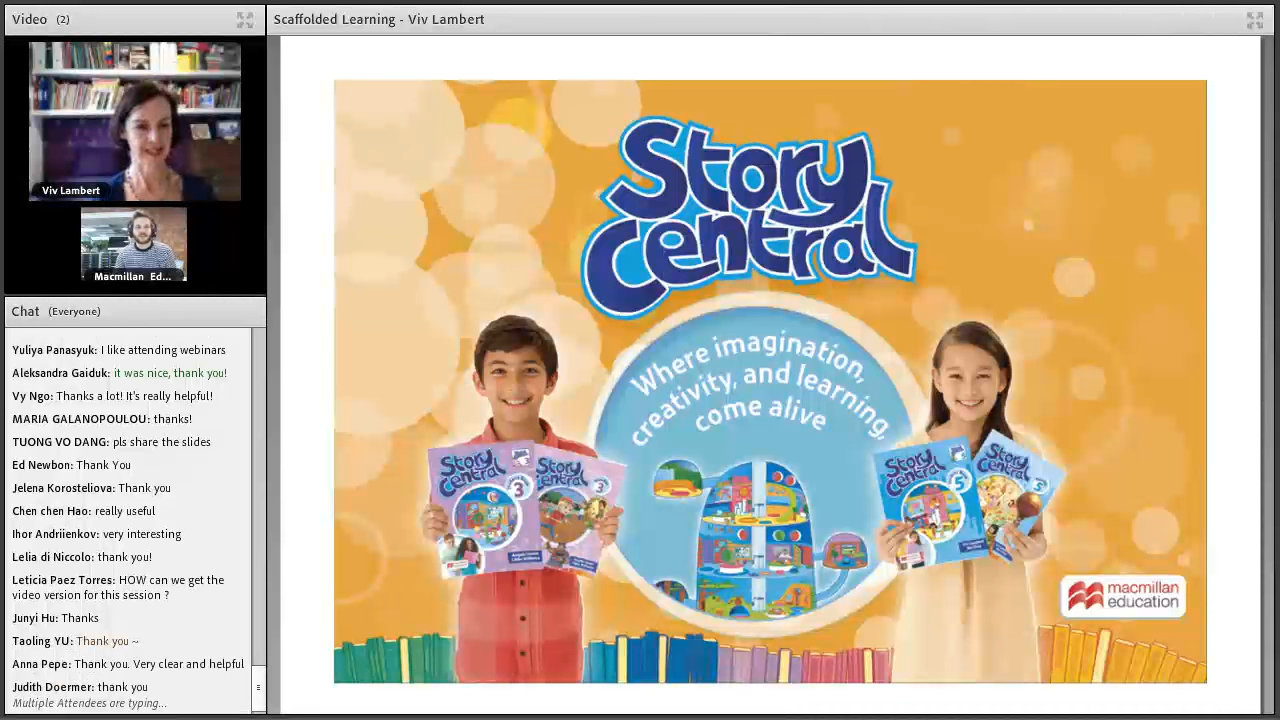 Video (2)
Scaffolded Learning - Viv Lambert
Viv Lambert
Macmillan Ed...
Chat (Everyone)
Yuliya Panasyuk: I like attending webinars
Aleksandra Gaiduk: it was nice, thank you!
Vy Ngo: Thanks a lot! It's really helpful!
MARIA GALANOPOULOU: thanks!
TUONG VO DANG: pls share the slides
Ed Newbon: Thank You
Jelena Korosteliova: Thank you
Chen chen Hao: really useful
Ihor Andriienkov: very interesting
Lelia di Niccolo: thank you!
Leticia Paez Torres: HOW can we get the
video version for this session ?
Junyi Hu: Thanks
Taoling YU: Thank you ~
Anna Pepe: Thank you. Very clear and helpful
Judith Doermer: thank you
Multiple Attendees are typing...
Story
Central
Where imagination,
creativity, and learning,
come alive
Story
Central
3
Story
Central
3
Story
Central
5
Story
Central
5
macmillan
education